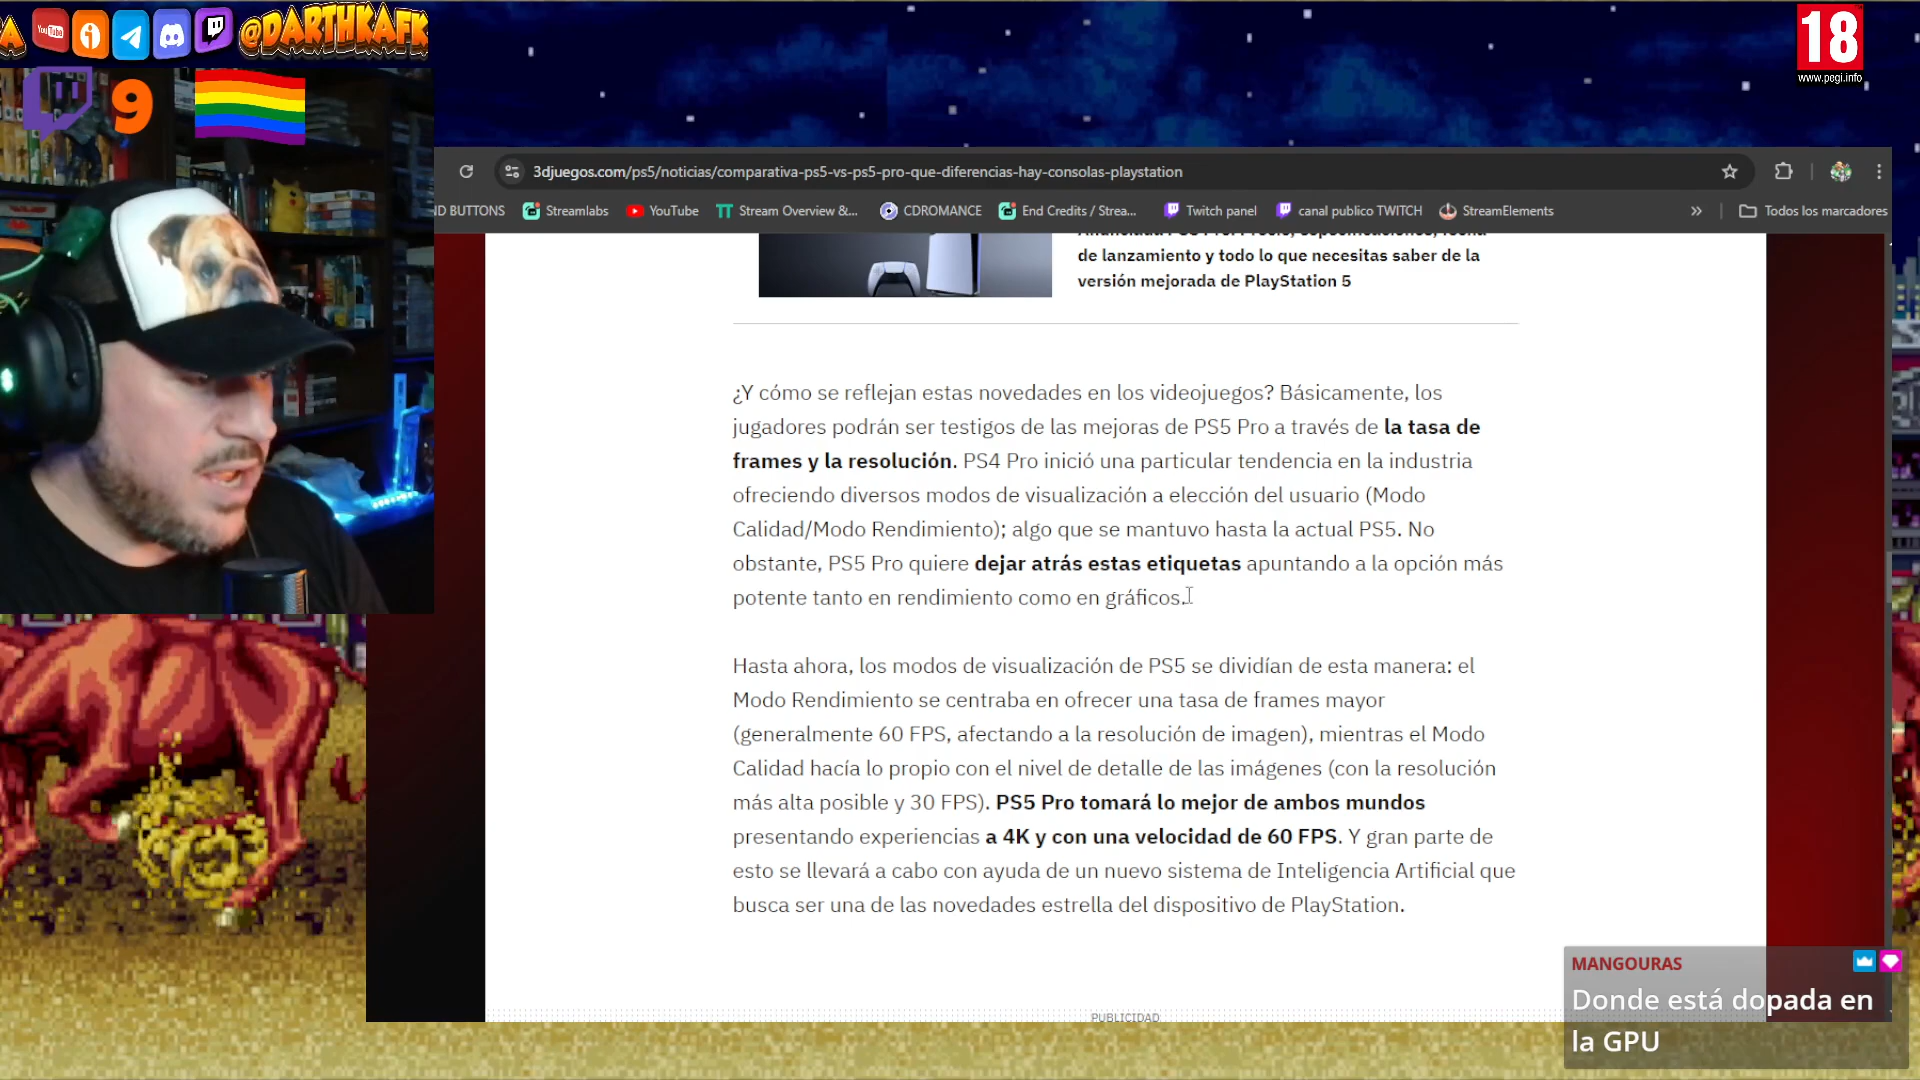 YouTube
@DARTHKAFK
18
www.pegi.info
9
3djuegos.com/ps5/noticias/comparativa-ps5-vs-ps5-pro-que-diferencias-hay-consolas-playstation
ND BUTTONS
Streamlabs
YouTube
Stream Overview &...
CDROMANCE
End Credits / Strea...
Twitch panel
canal publico TWITCH
StreamElements
»
Todos los marcadores
de lanzamiento y todo lo que necesitas saber de la
versión mejorada de PlayStation 5
¿Y cómo se reflejan estas novedades en los videojuegos? Básicamente, los
jugadores podrán ser testigos de las mejoras de PS5 Pro a través de la tasa de
frames y la resolución. PS4 Pro inició una particular tendencia en la industria
ofreciendo diversos modos de visualización a elección del usuario (Modo
Calidad/Modo Rendimiento); algo que se mantuvo hasta la actual PS5. No
obstante, PS5 Pro quiere dejar atrás estas etiquetas apuntando a la opción más
potente tanto en rendimiento como en gráficos.
Hasta ahora, los modos de visualización de PS5 se dividían de esta manera: el
Modo Rendimiento se centraba en ofrecer una tasa de frames mayor
(generalmente 60 FPS, afectando a la resolución de imagen), mientras el Modo
Calidad hacía lo propio con el nivel de detalle de las imágenes (con la resolución
más alta posible y 30 FPS). PS5 Pro tomará lo mejor de ambos mundos
presentando experiencias a 4K y con una velocidad de 60 FPS. Y gran parte de
esto se llevará a cabo con ayuda de un nuevo sistema de Inteligencia Artificial que
busca ser una de las novedades estrella del dispositivo de PlayStation.
PUBLICIDAD
MANGOURAS
Donde está dopada en
la GPU